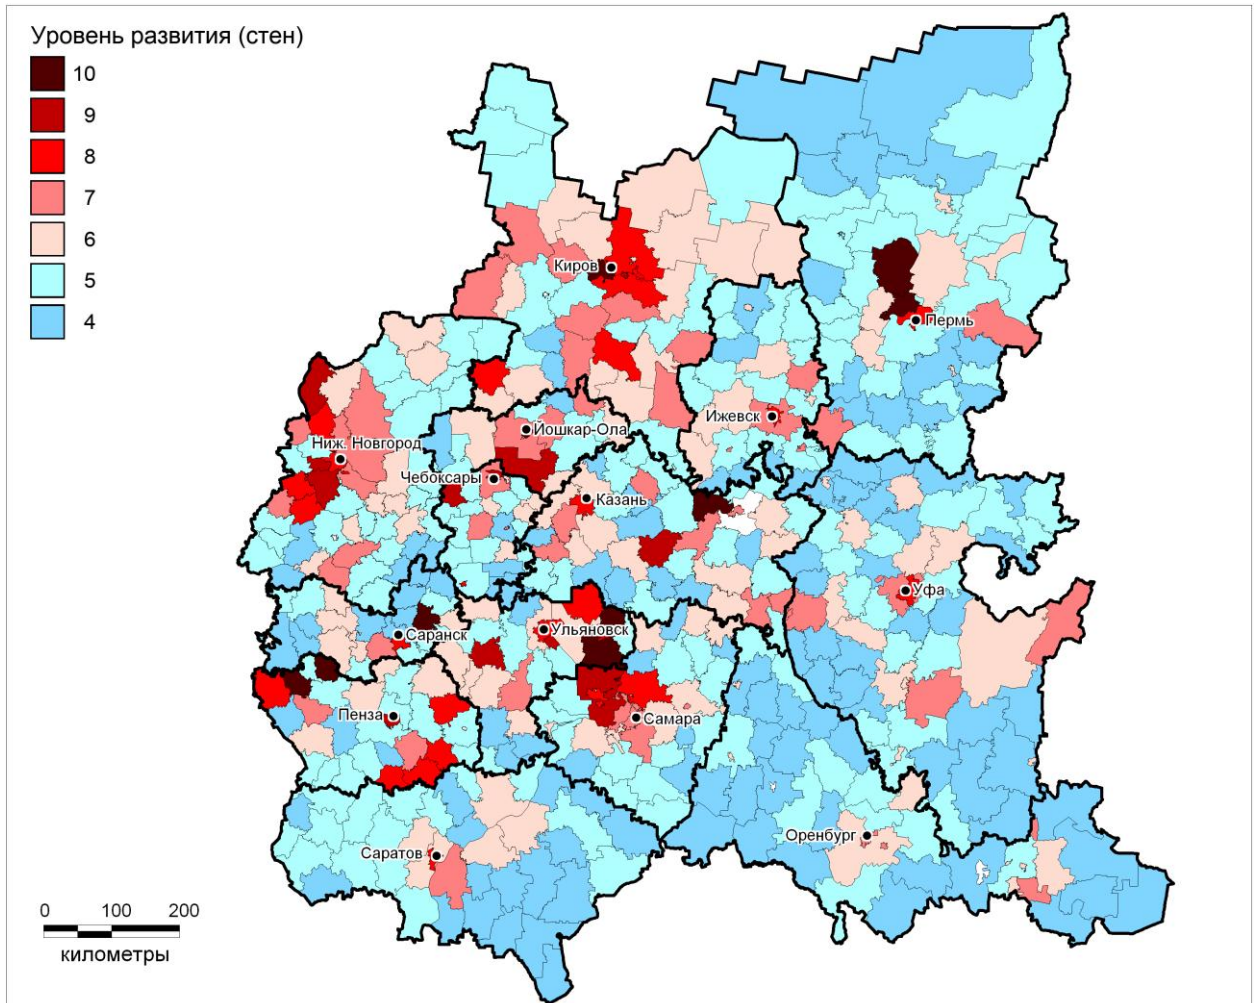 Уровень развития (стен)
10
9
8
7
6
5
4
Киров
Пермь
Ижевск
Йошкар-Ола
Ниж. Новгород
Чебоксары
Казань
Уфа
Саранск
Ульяновск
Пенза
Самара
Оренбург
Саратов
0 100 200
километры